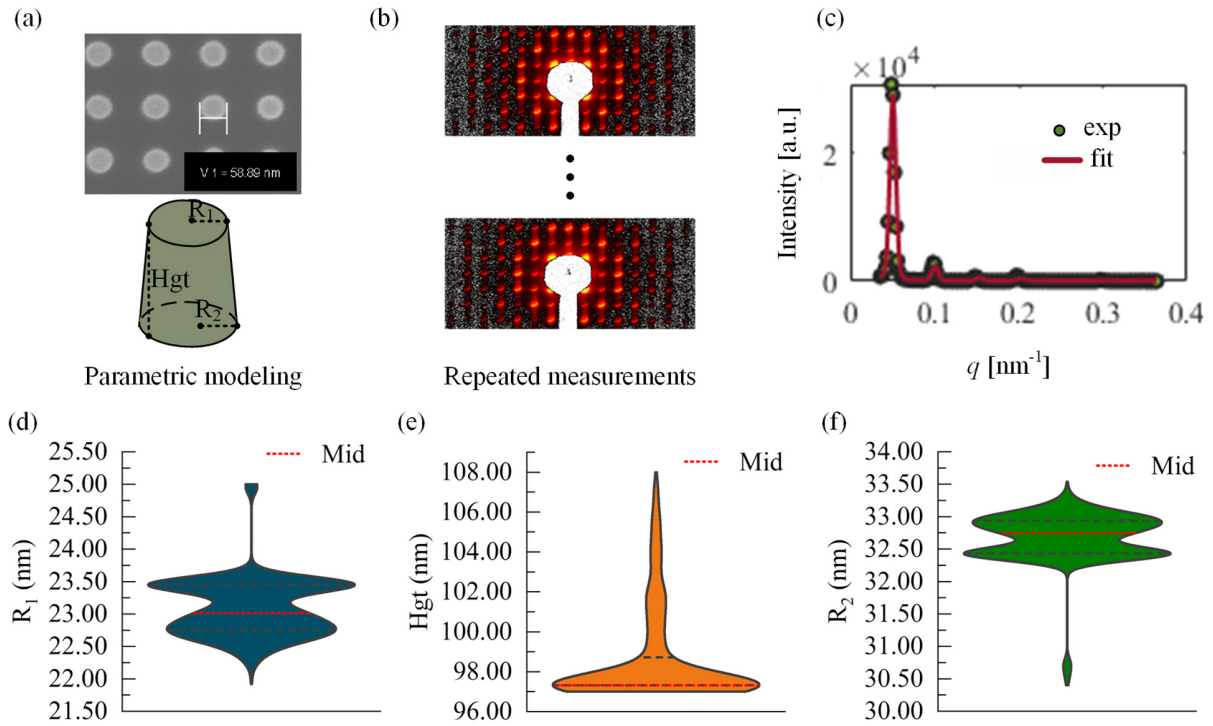 (a)
V 1 = 58.89 nm
R₁
Hgt
R₂
Parametric modeling
(b)
Repeated measurements
(c)
× 10⁴
2
0
Intensity [a.u.]
exp
fit
0 0.1 0.2 0.3 0.4
q [nm⁻¹]
(d)
Mid
25.50
25.00
24.50
24.00
23.50
23.00
22.50
22.00
21.50
R₁ (nm)
(e)
Mid
108.00
106.00
104.00
102.00
100.00
98.00
96.00
Hgt (nm)
(f)
Mid
34.00
33.50
33.00
32.50
32.00
31.50
31.00
30.50
30.00
R₂ (nm)